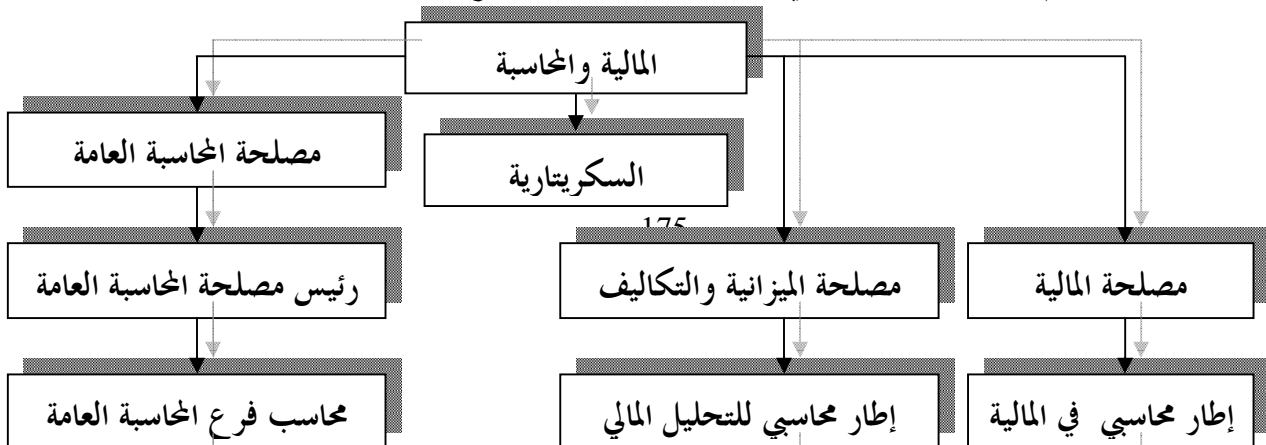 المالية والمحاسبة
مصلحة المحاسبة العامة
السكريتارية
175
مصلحة المالية
مصلحة الميزانية والتكاليف
رئيس مصلحة المحاسبة العامة
إطار محاسبي في المالية
إطار محاسبي للتحليل المالي
محاسب فرع المحاسبة العامة